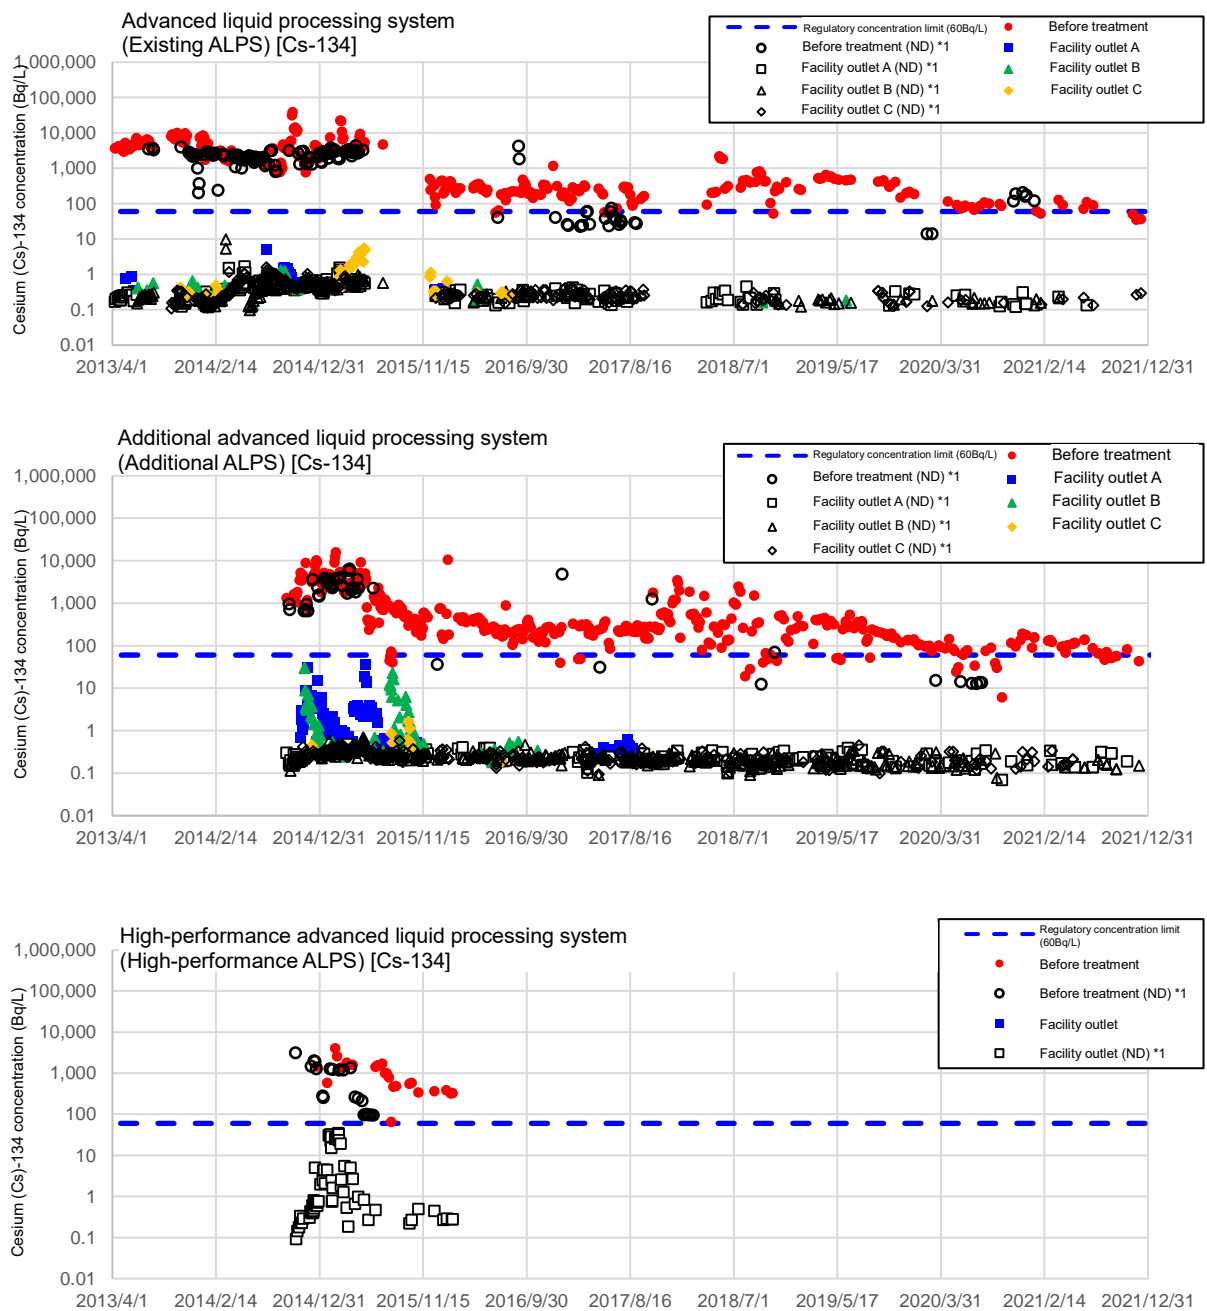 Advanced liquid processing system
(Existing ALPS) [Cs-134]
Regulatory concentration limit (60Bq/L)
Before treatment
Before treatment (ND) *1
Facility outlet A
Facility outlet A (ND) *1
Facility outlet B
Facility outlet B (ND) *1
Facility outlet C
Facility outlet C (ND) *1
Cesium (Cs)-134 concentration (Bq/L)
1,000,000
100,000
10,000
1,000
100
10
1
0.1
0.01
2013/4/1 2014/2/14 2014/12/31 2015/11/15 2016/9/30 2017/8/16 2018/7/1 2019/5/17 2020/3/31 2021/2/14 2021/12/31
Additional advanced liquid processing system
(Additional ALPS) [Cs-134]
Regulatory concentration limit (60Bq/L)
Before treatment
Before treatment (ND) *1
Facility outlet A
Facility outlet A (ND) *1
Facility outlet B
Facility outlet B (ND) *1
Facility outlet C
Facility outlet C (ND) *1
Cesium (Cs)-134 concentration (Bq/L)
1,000,000
100,000
10,000
1,000
100
10
1
0.1
0.01
2013/4/1 2014/2/14 2014/12/31 2015/11/15 2016/9/30 2017/8/16 2018/7/1 2019/5/17 2020/3/31 2021/2/14 2021/12/31
High-performance advanced liquid processing system
(High-performance ALPS) [Cs-134]
Regulatory concentration limit
(60Bq/L)
Before treatment
Before treatment (ND) *1
Facility outlet
Facility outlet (ND) *1
Cesium (Cs)-134 concentration (Bq/L)
1,000,000
100,000
10,000
1,000
100
10
1
0.1
0.01
2013/4/1 2014/2/14 2014/12/31 2015/11/15 2016/9/30 2017/8/16 2018/7/1 2019/5/17 2020/3/31 2021/2/14 2021/12/31